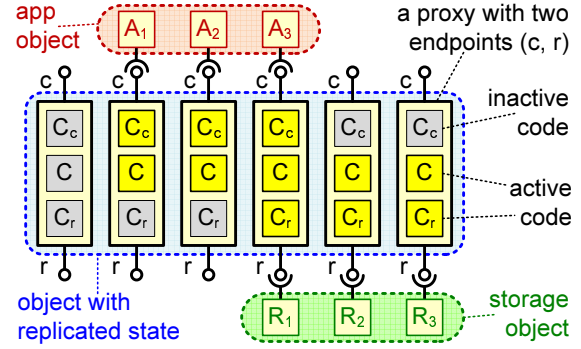 app
object
A1 A2 A3
a proxy with two
endpoints (c, r)
c c c c c c
inactive
code
Cc Cc Cc Cc Cc Cc
C C C C C C
active
code
Cr Cr Cr Cr Cr Cr
r r r r r r
object with
replicated state
R1 R2 R3
storage
object